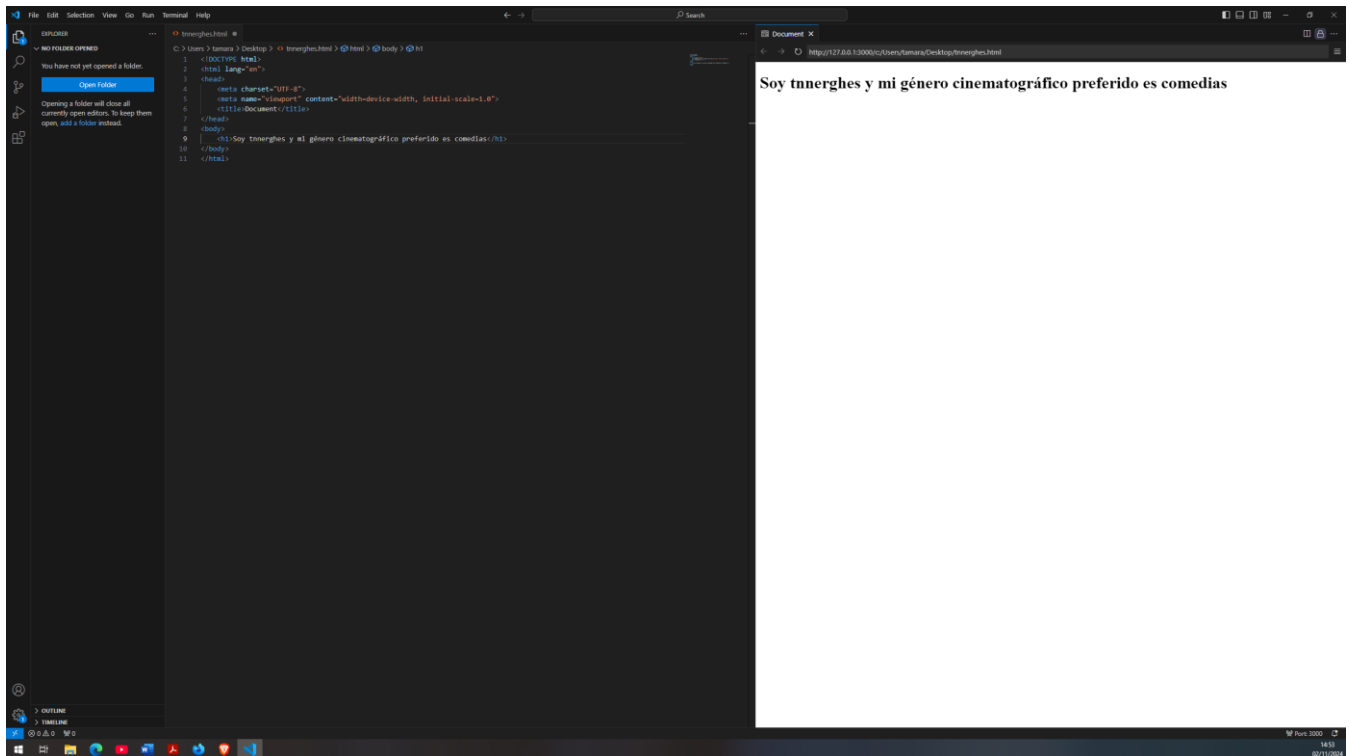 File Edit Selection View Go Run Terminal Help
Search
EXPLORER
NO FOLDER OPENED
You have not yet opened a folder.
Open Folder
Opening a folder will close all
currently open editors. To keep them
open, add a folder instead.
OUTLINE
TIMELINE
tnnerghes.html
C: > Users > tamara > Desktop > tnnerghes.html > html > body > h1
1 <!DOCTYPE html>
2 <html lang="en">
3 <head>
4 <meta charset="UTF-8">
5 <meta name="viewport" content="width=device-width, initial-scale=1.0">
6 <title>Document</title>
7 </head>
8 <body>
9 <h1>Soy tnnerghes y mi género cinematográfico preferido es comedias</h1>
10 </body>
11 </html>
Document
http://127.0.0.1:3000/c:/Users/tamara/Desktop/tnnerghes.html
Soy tnnerghes y mi género cinematográfico preferido es comedias
0 0 0
Port: 3000
14:53
02/11/2024